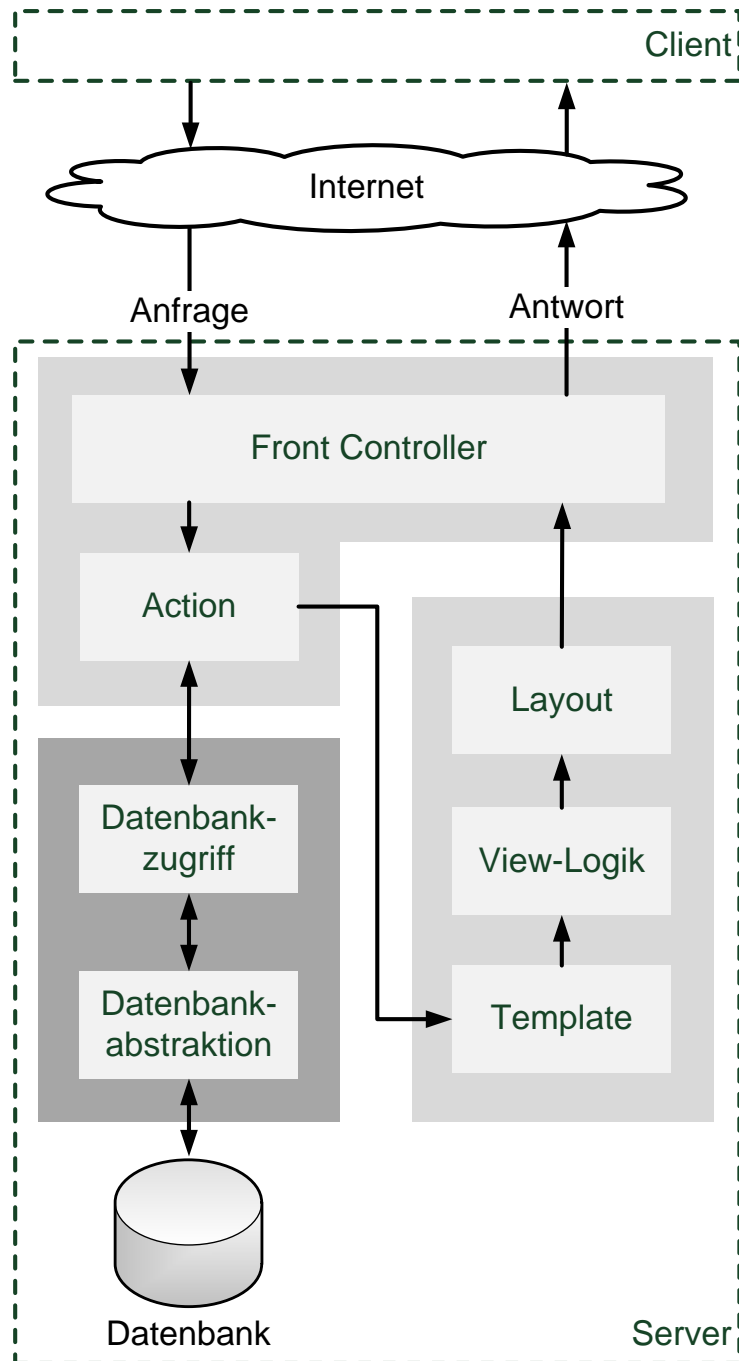 Client
Internet
Anfrage
Antwort
Front Controller
Action
Layout
Datenbank-
zugriff
View-Logik
Datenbank-
abstraktion
Template
Datenbank
Server